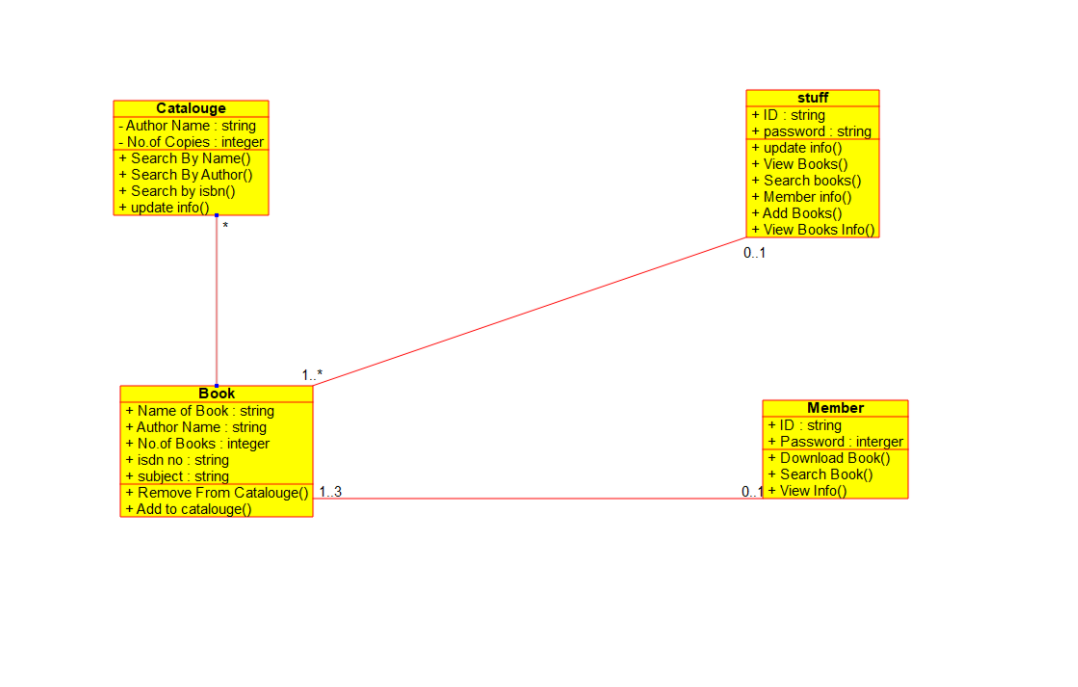 Catalouge
- Author Name : string
- No.of Copies : integer
+ Search By Name()
+ Search By Author()
+ Search by isbn()
+ update info()
*
stuff
+ ID : string
+ password : string
+ update info()
+ View Books()
+ Search books()
+ Member info()
+ Add Books()
+ View Books Info()
0..1
1..*
Book
+ Name of Book : string
+ Author Name : string
+ No.of Books : integer
+ isdn no : string
+ subject : string
+ Remove From Catalouge()
+ Add to catalouge()
1..3
0..1
Member
+ ID : string
+ Password : interger
+ Download Book()
+ Search Book()
+ View Info()